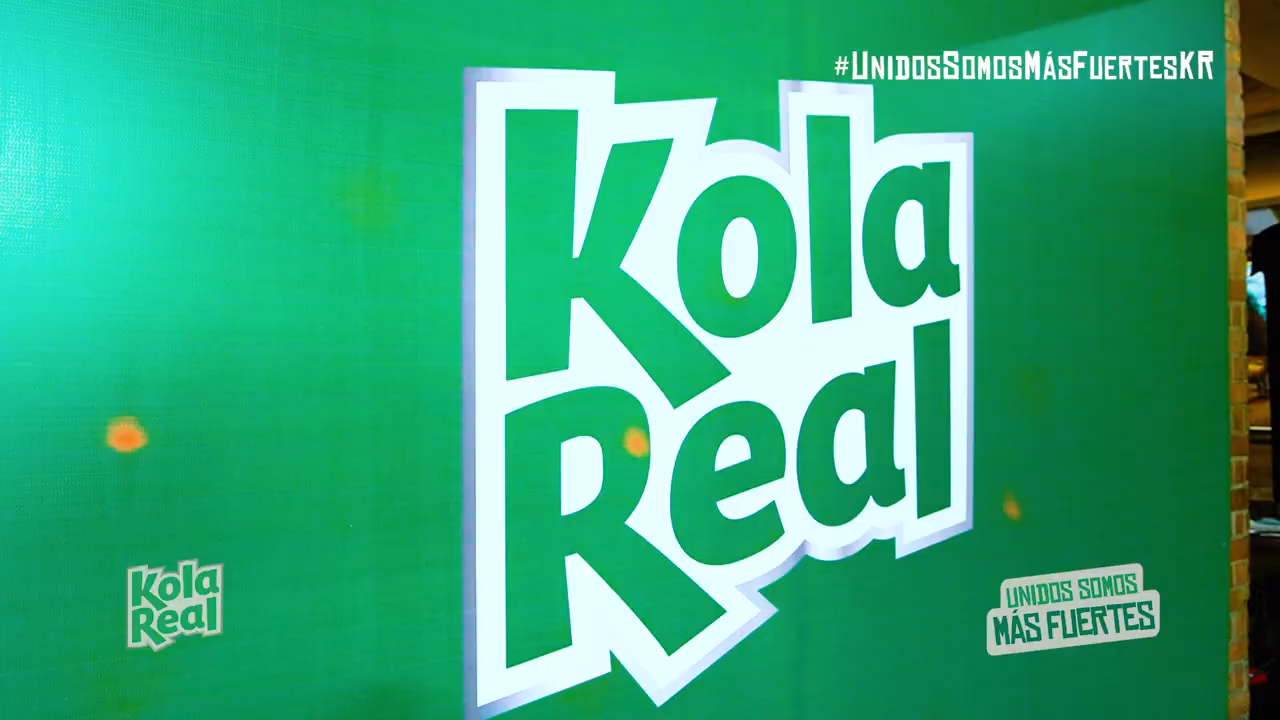 #UnidosSomosMásFuertesKR
Kola
Real
Kola
Real
UNIDOS SOMOS
MÁS FUERTES